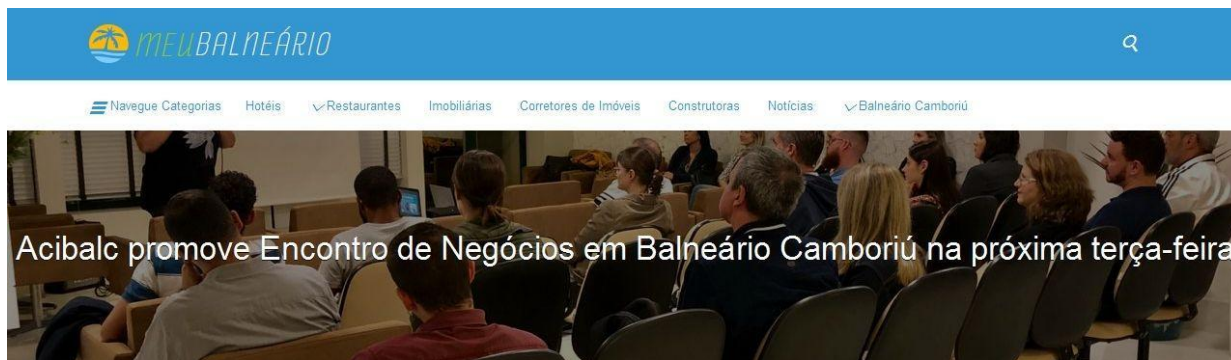 MEUBALNEÁRIO
Navegue Categorias Hotéis Restaurantes Imobiliárias Corretores de Imóveis Construtoras Notícias Balneário Camboriú
Acibalc promove Encontro de Negócios em Balneário Camboriú na próxima terça-feira